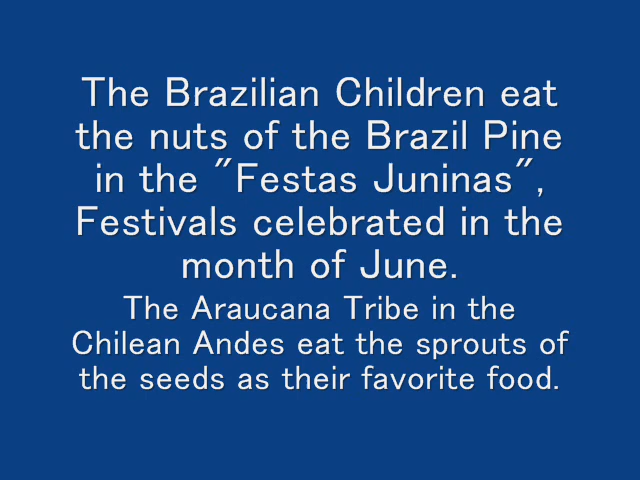 The Brazilian Children eat
the nuts of the Brazil Pine
in the "Festas Juninas",
Festivals celebrated in the
month of June.
The Araucana Tribe in the
Chilean Andes eat the sprouts of
the seeds as their favorite food.